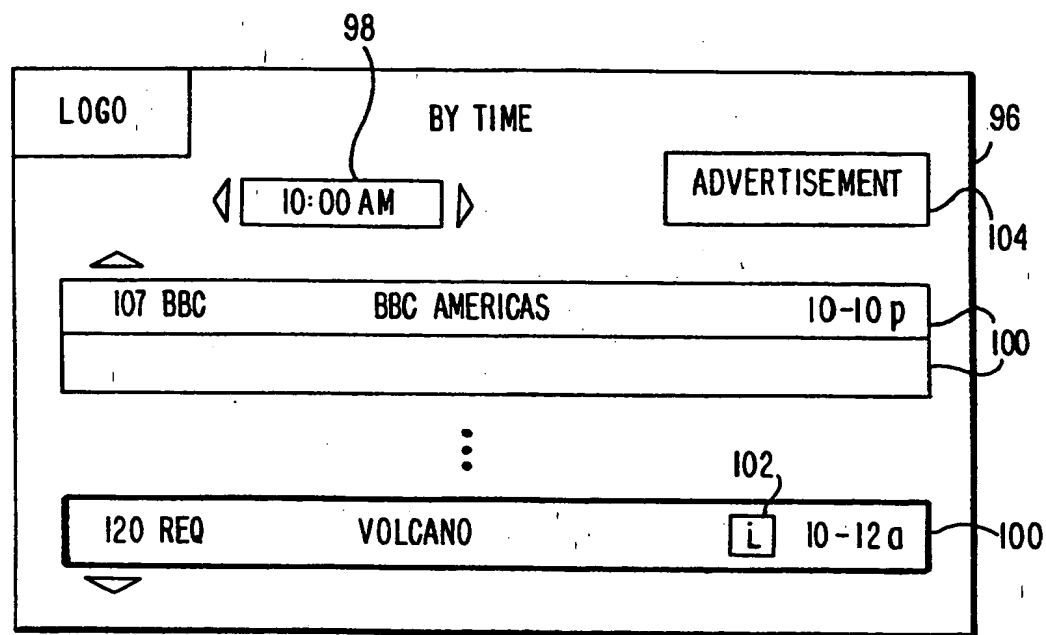 98
LOGO
BY TIME
96
10:00 AM
ADVERTISEMENT
104
107 BBC BBC AMERICAS 10-10 p
100
102
120 REQ VOLCANO i 10-12 a
100